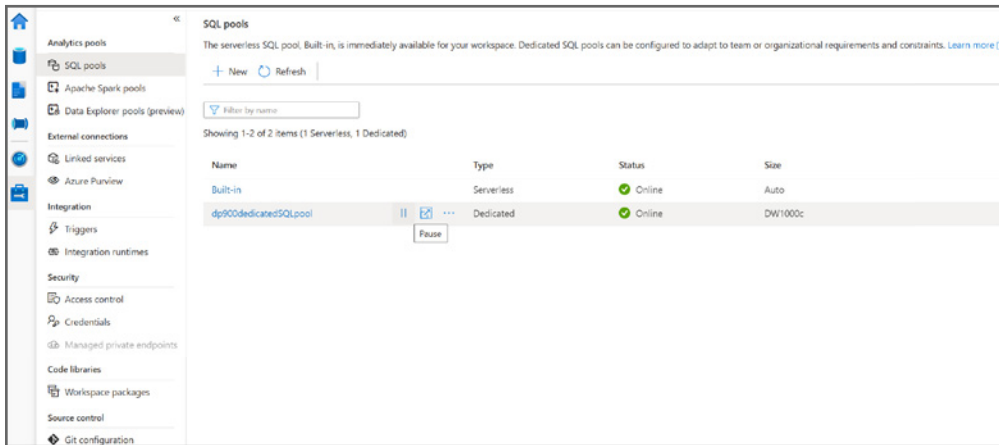 «
Analytics pools
SQL pools
Apache Spark pools
Data Explorer pools (preview)
External connections
Linked services
Azure Purview
Integration
Triggers
Integration runtimes
Security
Access control
Credentials
Managed private endpoints
Code libraries
Workspace packages
Source control
Git configuration
SQL pools
The serverless SQL pool, Built-in, is immediately available for your workspace. Dedicated SQL pools can be configured to adapt to team or organizational requirements and constraints. Learn more
+ New Refresh
Filter by name
Showing 1-2 of 2 items (1 Serverless, 1 Dedicated)
Name Type Status Size
Built-in Serverless Online Auto
dp900dedicatedSQLpool ... Dedicated Online DW1000c
Pause